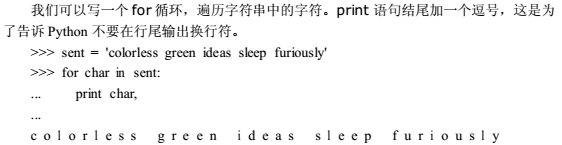 我们可以写一个 for 循环，遍历字符串中的字符。print 语句结尾加一个逗号，这是为
了告诉 Python 不要在行尾输出换行符。
>>> sent = 'colorless green ideas sleep furiously'
>>> for char in sent:
...     print char,
...
c o l o r l e s s   g r e e n   i d e a s   s l e e p   f u r i o u s l y